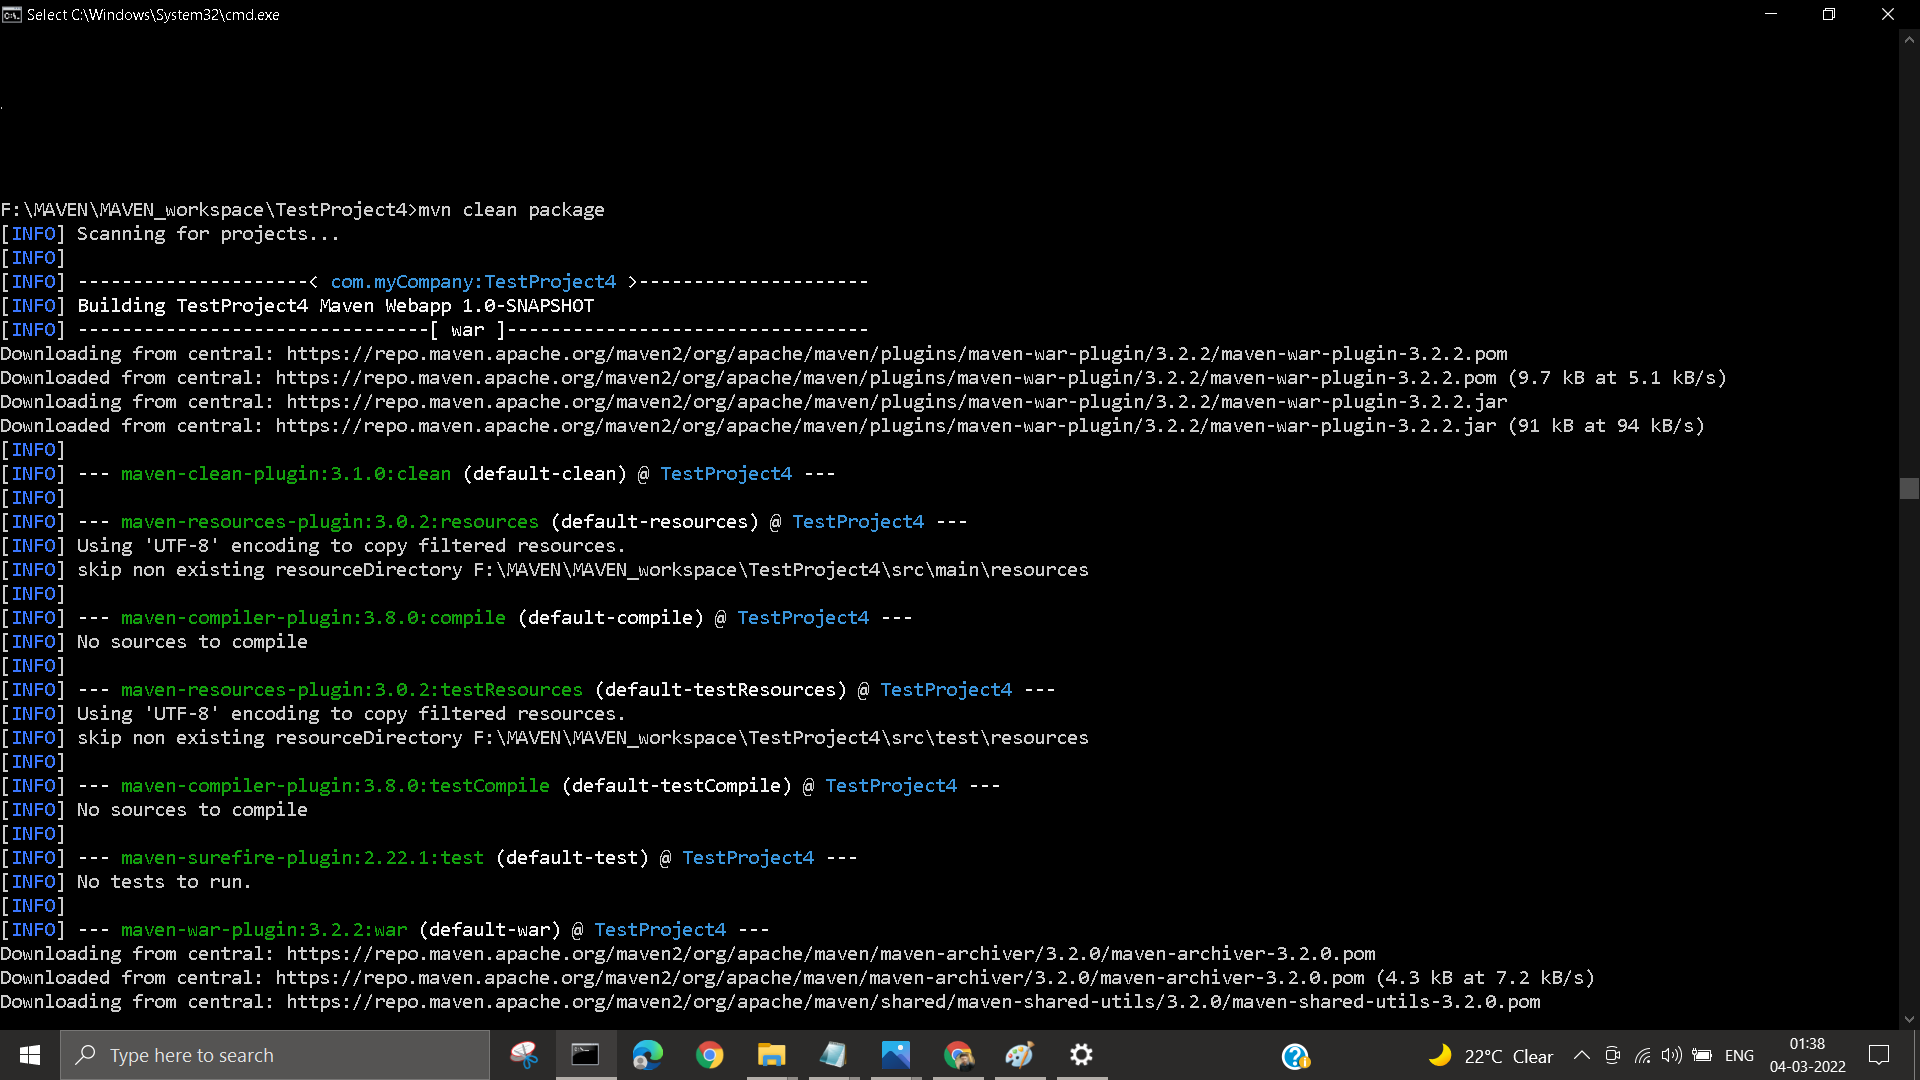 Select C:\Windows\System32\cmd.exe
F:\MAVEN\MAVEN_workspace\TestProject4>mvn clean package
[INFO] Scanning for projects...
[INFO]
[INFO] ---------------------< com.myCompany:TestProject4 >---------------------
[INFO] Building TestProject4 Maven Webapp 1.0-SNAPSHOT
[INFO] --------------------------------[ war ]---------------------------------
Downloading from central: https://repo.maven.apache.org/maven2/org/apache/maven/plugins/maven-war-plugin/3.2.2/maven-war-plugin-3.2.2.pom
Downloaded from central: https://repo.maven.apache.org/maven2/org/apache/maven/plugins/maven-war-plugin/3.2.2/maven-war-plugin-3.2.2.pom (9.7 kB at 5.1 kB/s)
Downloading from central: https://repo.maven.apache.org/maven2/org/apache/maven/plugins/maven-war-plugin/3.2.2/maven-war-plugin-3.2.2.jar
Downloaded from central: https://repo.maven.apache.org/maven2/org/apache/maven/plugins/maven-war-plugin/3.2.2/maven-war-plugin-3.2.2.jar (91 kB at 94 kB/s)
[INFO]
[INFO] --- maven-clean-plugin:3.1.0:clean (default-clean) @ TestProject4 ---
[INFO]
[INFO] --- maven-resources-plugin:3.0.2:resources (default-resources) @ TestProject4 ---
[INFO] Using 'UTF-8' encoding to copy filtered resources.
[INFO] skip non existing resourceDirectory F:\MAVEN\MAVEN_workspace\TestProject4\src\main\resources
[INFO]
[INFO] --- maven-compiler-plugin:3.8.0:compile (default-compile) @ TestProject4 ---
[INFO] No sources to compile
[INFO]
[INFO] --- maven-resources-plugin:3.0.2:testResources (default-testResources) @ TestProject4 ---
[INFO] Using 'UTF-8' encoding to copy filtered resources.
[INFO] skip non existing resourceDirectory F:\MAVEN\MAVEN_workspace\TestProject4\src\test\resources
[INFO]
[INFO] --- maven-compiler-plugin:3.8.0:testCompile (default-testCompile) @ TestProject4 ---
[INFO] No sources to compile
[INFO]
[INFO] --- maven-surefire-plugin:2.22.1:test (default-test) @ TestProject4 ---
[INFO] No tests to run.
[INFO]
[INFO] --- maven-war-plugin:3.2.2:war (default-war) @ TestProject4 ---
Downloading from central: https://repo.maven.apache.org/maven2/org/apache/maven/maven-archiver/3.2.0/maven-archiver-3.2.0.pom
Downloaded from central: https://repo.maven.apache.org/maven2/org/apache/maven/maven-archiver/3.2.0/maven-archiver-3.2.0.pom (4.3 kB at 7.2 kB/s)
Downloading from central: https://repo.maven.apache.org/maven2/org/apache/maven/shared/maven-shared-utils/3.2.0/maven-shared-utils-3.2.0.pom
Type here to search
22°C Clear
ENG
01:38
04-03-2022